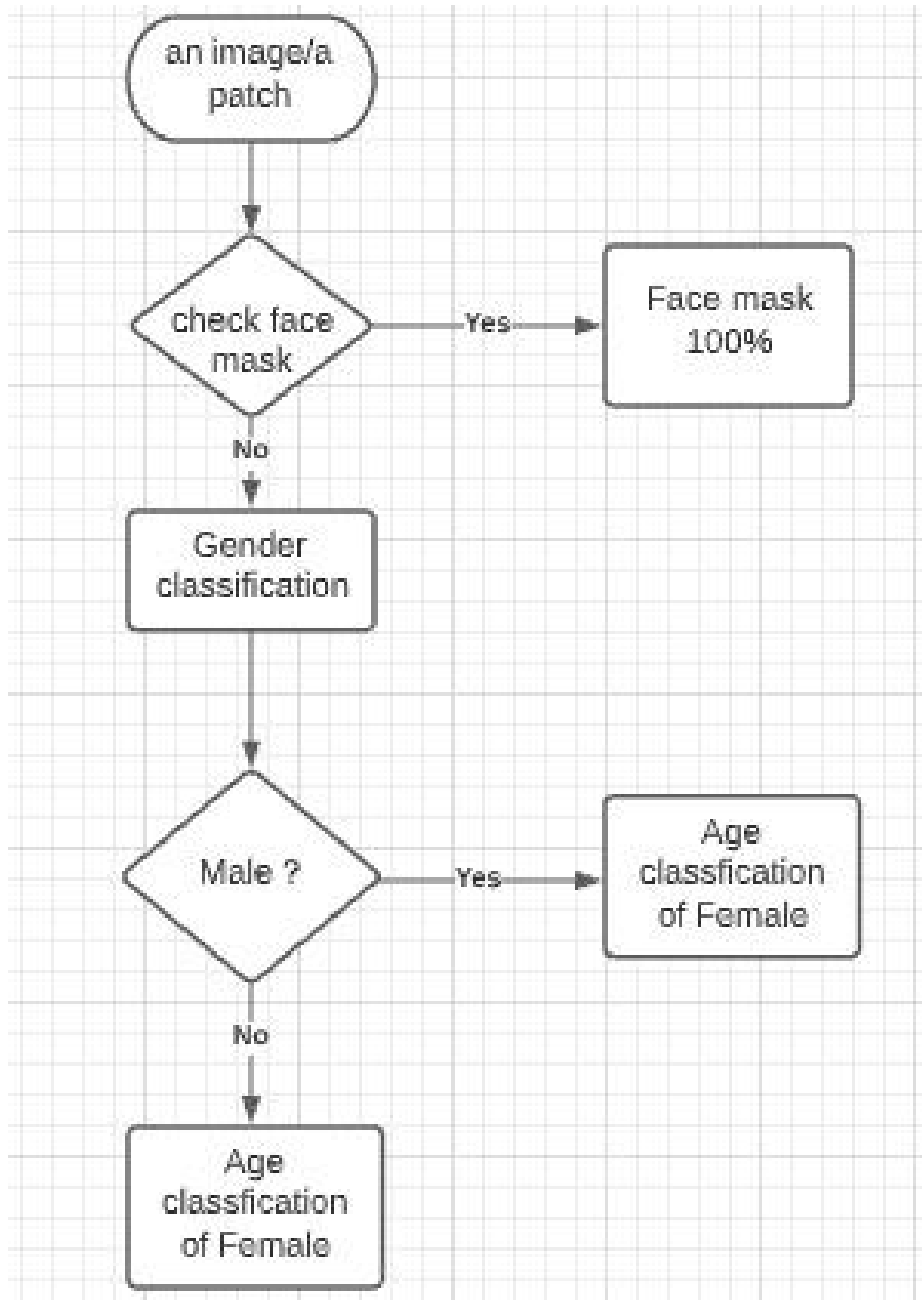 an image/a
patch
check face
mask
Yes
Face mask
100%
No
Gender
classification
Male ?
Yes
Age
classfication
of Female
No
Age
classfication
of Female